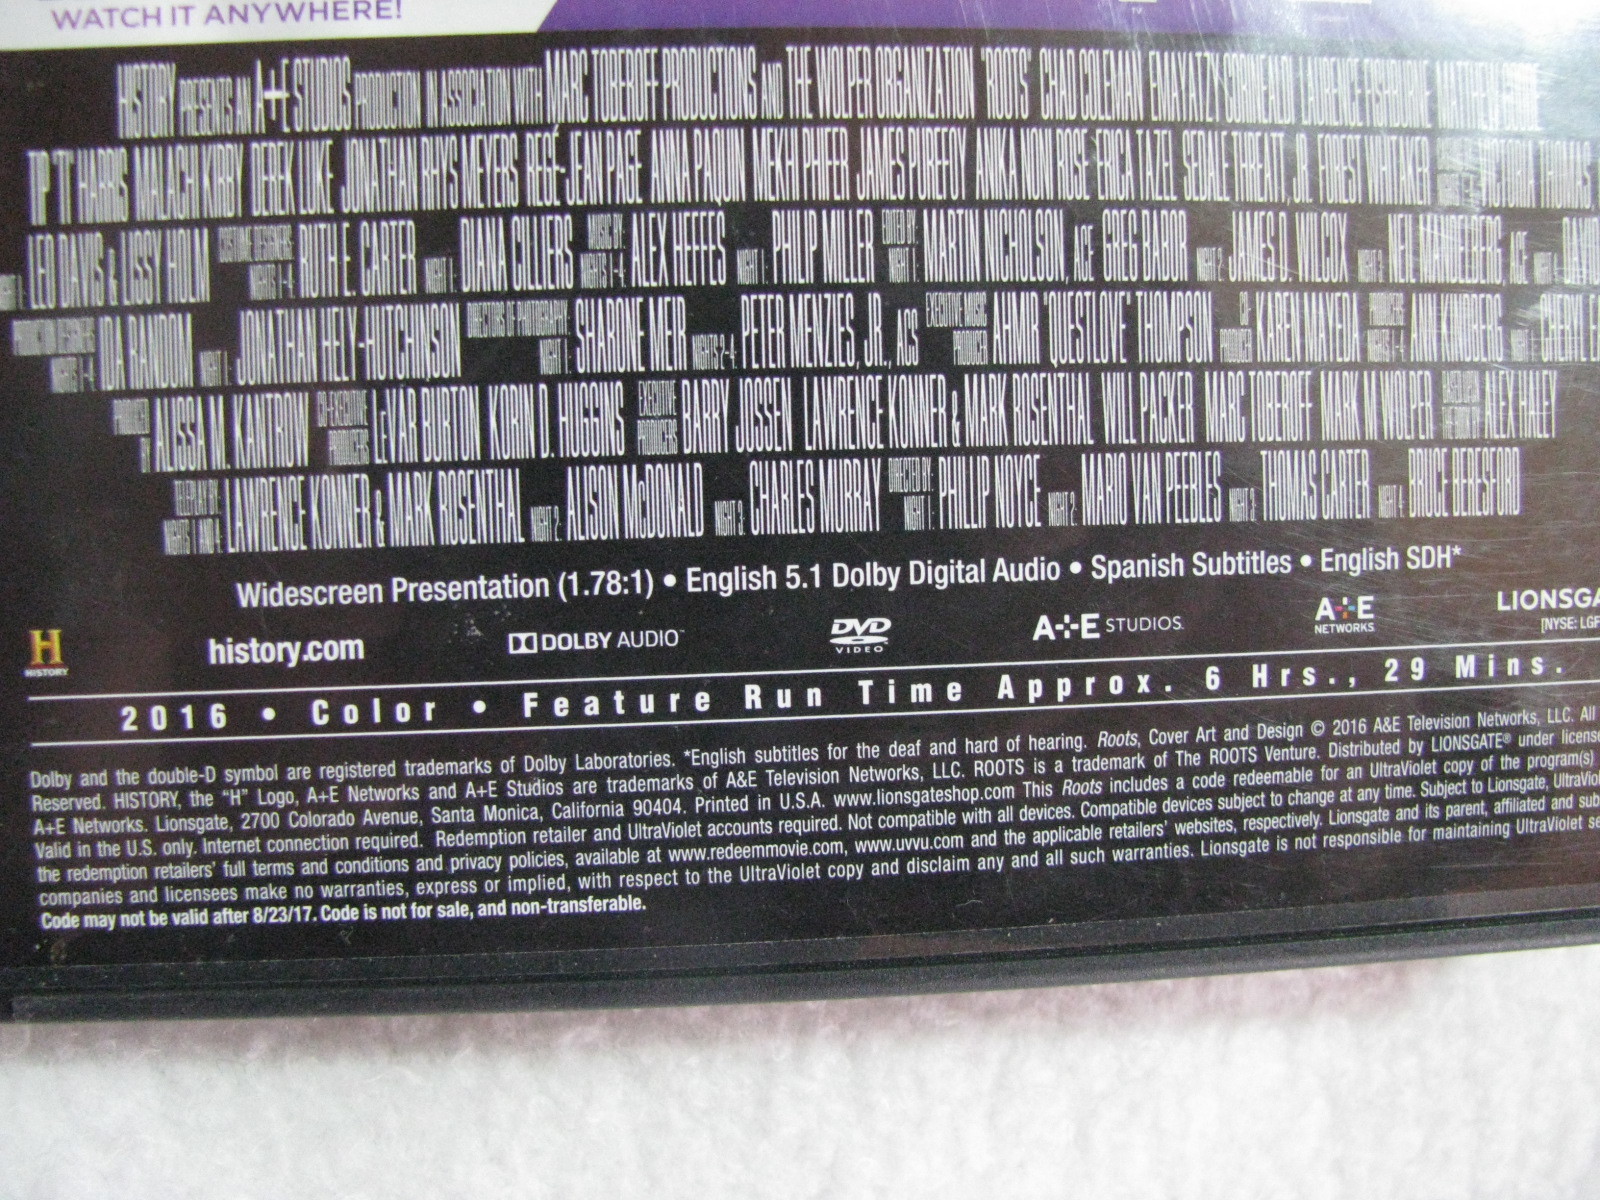 WATCH IT ANYWHERE!
HISTORY PRESENTS AN A+E STUDIOS PRODUCTION IN ASSOCIATION WITH MARC TOBEROFF PRODUCTIONS AND THE WOLPER ORGANIZATION "ROOTS" CHAD COLEMAN EMAYATZY CORINEALDI LAURENCE FISHBURNE MATTHEW GOODE
TIP "T.I." HARRIS MALACHI KIRBY DEREK LUKE JONATHAN RHYS MEYERS REGÉ-JEAN PAGE ANNA PAQUIN MEKHI PHIFER JAMES PUREFOY ANIKA NONI ROSE ERICA TAZEL SEDALE THREATT, JR. FOREST WHITAKER VICTORIA THOMAS,
LEO DAVIS & LISSY HOLM COSTUME DESIGNERS: NIGHTS 1-4: RUTH E. CARTER NIGHT 1: DIANA CILLIERS MUSIC BY: NIGHTS 1-4: ALEX HEFFES NIGHT 1: PHILIP MILLER EDITED BY: NIGHT 1: MARTIN NICHOLSON, ACE GREG BABOR NIGHT 2: JAMES D. WILCOX NIGHT 3: NEIL MANDELBERG, ACE NIGHT 4:
PRODUCTION DESIGNERS: NIGHTS 1-4: IDA RANDOM NIGHT 1: JONATHAN HELY-HUTCHINSON DIRECTORS OF PHOTOGRAPHY: NIGHT 1: SHARONE MEIR NIGHTS 2-4: PETER MENZIES, JR., ACS EXECUTIVE MUSIC PRODUCER AHMIR "QUESTLOVE" THOMPSON CO-PRODUCER KAREN MAYEDA PRODUCERS NIGHTS 1-4: ANN KINDBERG NIGHT 1:
PRODUCED BY ALISSA M. KANTROW CO-EXECUTIVE PRODUCERS LeVAR BURTON KORIN D. HUGGINS EXECUTIVE PRODUCERS BARRY JOSSEN LAWRENCE KONNER & MARK ROSENTHAL WILL PACKER MARC TOBEROFF MARK M WOLPER BASED UPON THE BOOK BY ALEX HALEY
TELEPLAY BY: NIGHTS 1 AND 4: LAWRENCE KONNER & MARK ROSENTHAL NIGHT 2: ALISON McDONALD NIGHT 3: CHARLES MURRAY DIRECTED BY: NIGHT 1: PHILLIP NOYCE NIGHT 2: MARIO VAN PEEBLES NIGHT 3: THOMAS CARTER NIGHT 4: BRUCE BERESFORD
Widescreen Presentation (1.78:1) • English 5.1 Dolby Digital Audio • Spanish Subtitles • English SDH*
H HISTORY history.com DOLBY AUDIO™ DVD VIDEO A+E STUDIOS. A+E NETWORKS LIONSGA [NYSE: LGF
2016 • Color • Feature Run Time Approx. 6 Hrs., 29 Mins.
Dolby and the double-D symbol are registered trademarks of Dolby Laboratories. *English subtitles for the deaf and hard of hearing. Roots, Cover Art and Design © 2016 A&E Television Networks, LLC. All
Reserved. HISTORY, the "H" Logo, A+E Networks and A+E Studios are trademarks of A&E Television Networks, LLC. ROOTS is a trademark of The ROOTS Venture. Distributed by LIONSGATE® under license
A+E Networks. Lionsgate, 2700 Colorado Avenue, Santa Monica, California 90404. Printed in U.S.A. www.lionsgateshop.com This Roots includes a code redeemable for an UltraViolet copy of the program(s)
Valid in the U.S. only. Internet connection required. Redemption retailer and UltraViolet accounts required. Not compatible with all devices. Compatible devices subject to change at any time. Subject to Lionsgate, UltraViol
the redemption retailers' full terms and conditions and privacy policies, available at www.redeemmovie.com, www.uvvu.com and the applicable retailers' websites, respectively. Lionsgate and its parent, affiliated and sub
companies and licensees make no warranties, express or implied, with respect to the UltraViolet copy and disclaim any and all such warranties. Lionsgate is not responsible for maintaining UltraViolet se
Code may not be valid after 8/23/17. Code is not for sale, and non-transferable.